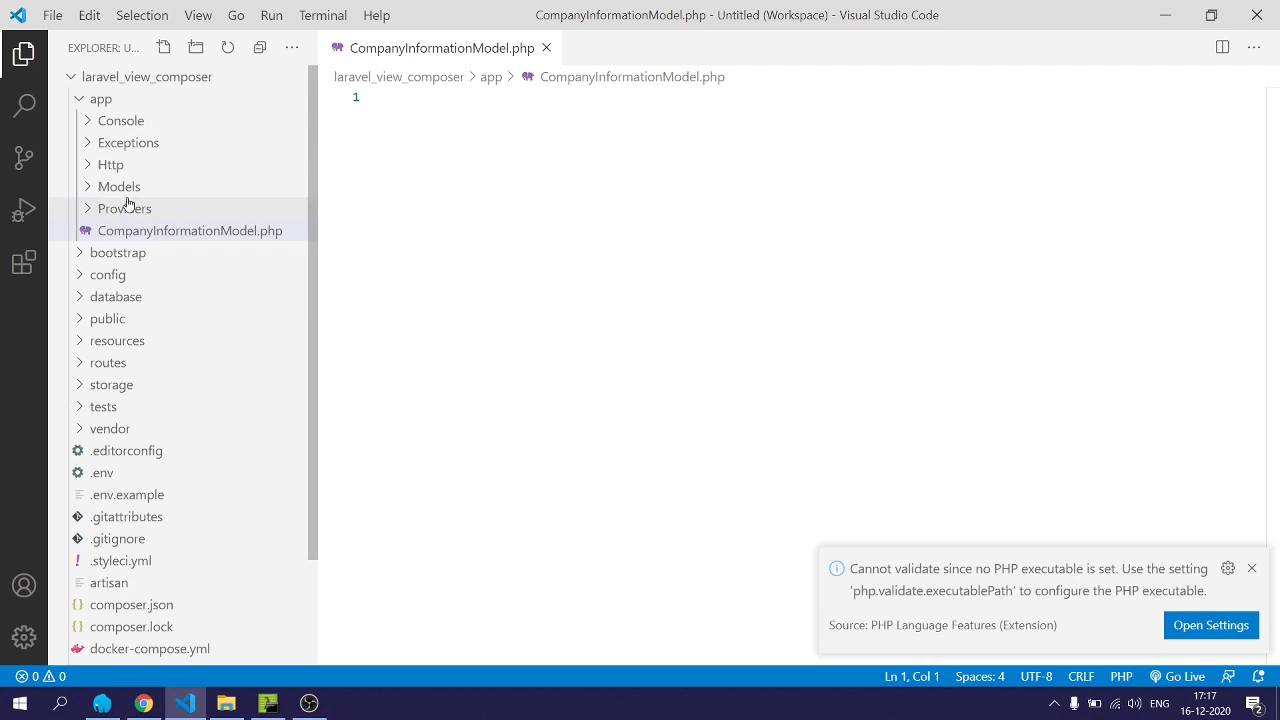 File Edit Selection View Go Run Terminal Help
CompanyInformationModel.php - Untitled (Workspace) - Visual Studio Code
EXPLORER: U...
CompanyInformationModel.php
laravel_view_composer > app > CompanyInformationModel.php
1
laravel_view_composer
app
Console
Exceptions
Http
Models
Providers
CompanyInformationModel.php
bootstrap
config
database
public
resources
routes
storage
tests
vendor
.editorconfig
.env
.env.example
.gitattributes
.gitignore
.styleci.yml
artisan
composer.json
composer.lock
docker-compose.yml
Cannot validate since no PHP executable is set. Use the setting
'php.validate.executablePath' to configure the PHP executable.
Source: PHP Language Features (Extension)
Open Settings
0 0
Ln 1, Col 1 Spaces: 4 UTF-8 CRLF PHP Go Live
ENG
17:17
16-12-2020
2